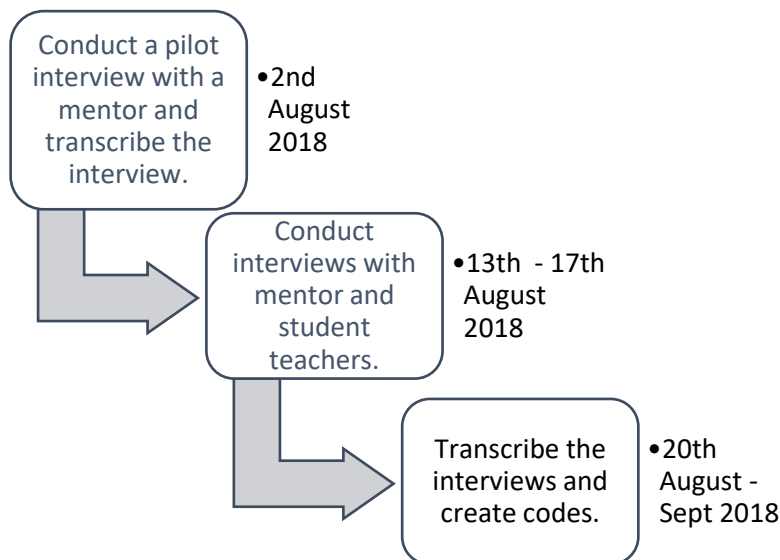 Conduct a pilot
interview with a
mentor and
transcribe the
interview.
•2nd
August
2018
Conduct
interviews with
mentor and
student
teachers.
•13th - 17th
August
2018
Transcribe the
interviews and
create codes.
•20th
August -
Sept 2018